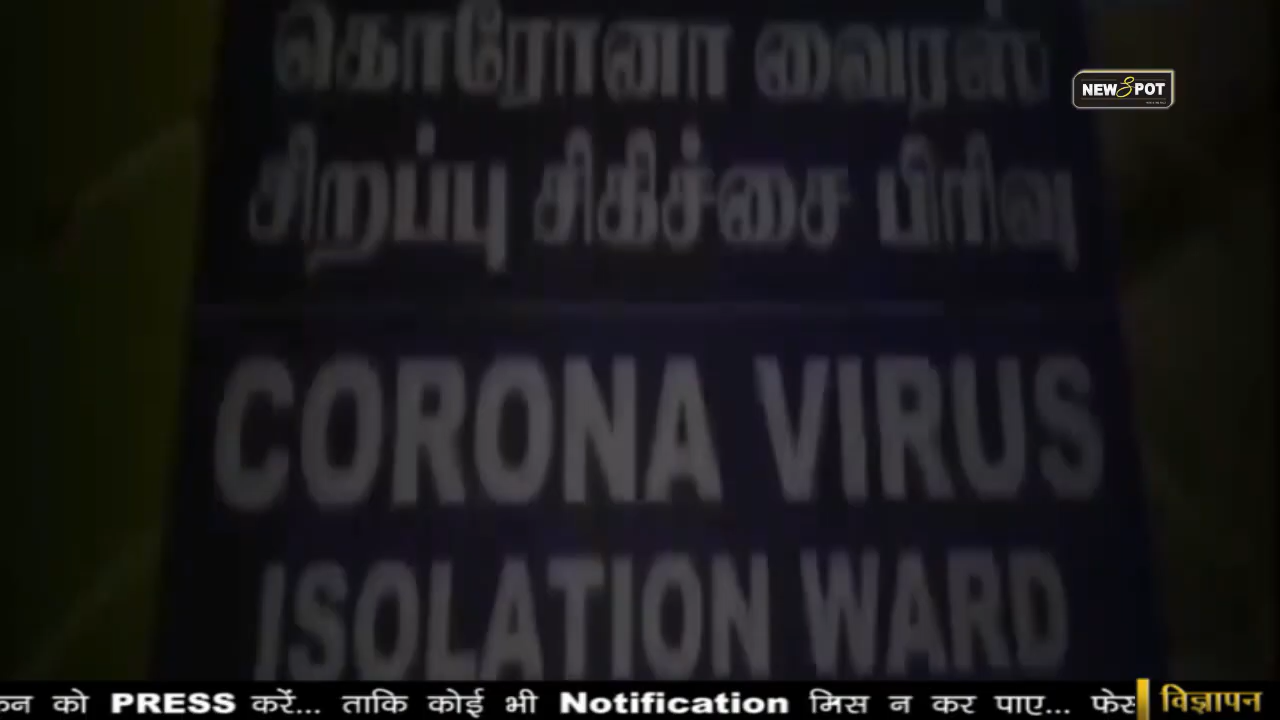 கொரோனா வைரஸ்
NEWSPOT
சிறப்பு சிகிச்சை பிரிவு
CORONA VIRUS
ISOLATION WARD
को PRESS करें... ताकि कोई भी Notification मिस न कर पाए... विज्ञापन